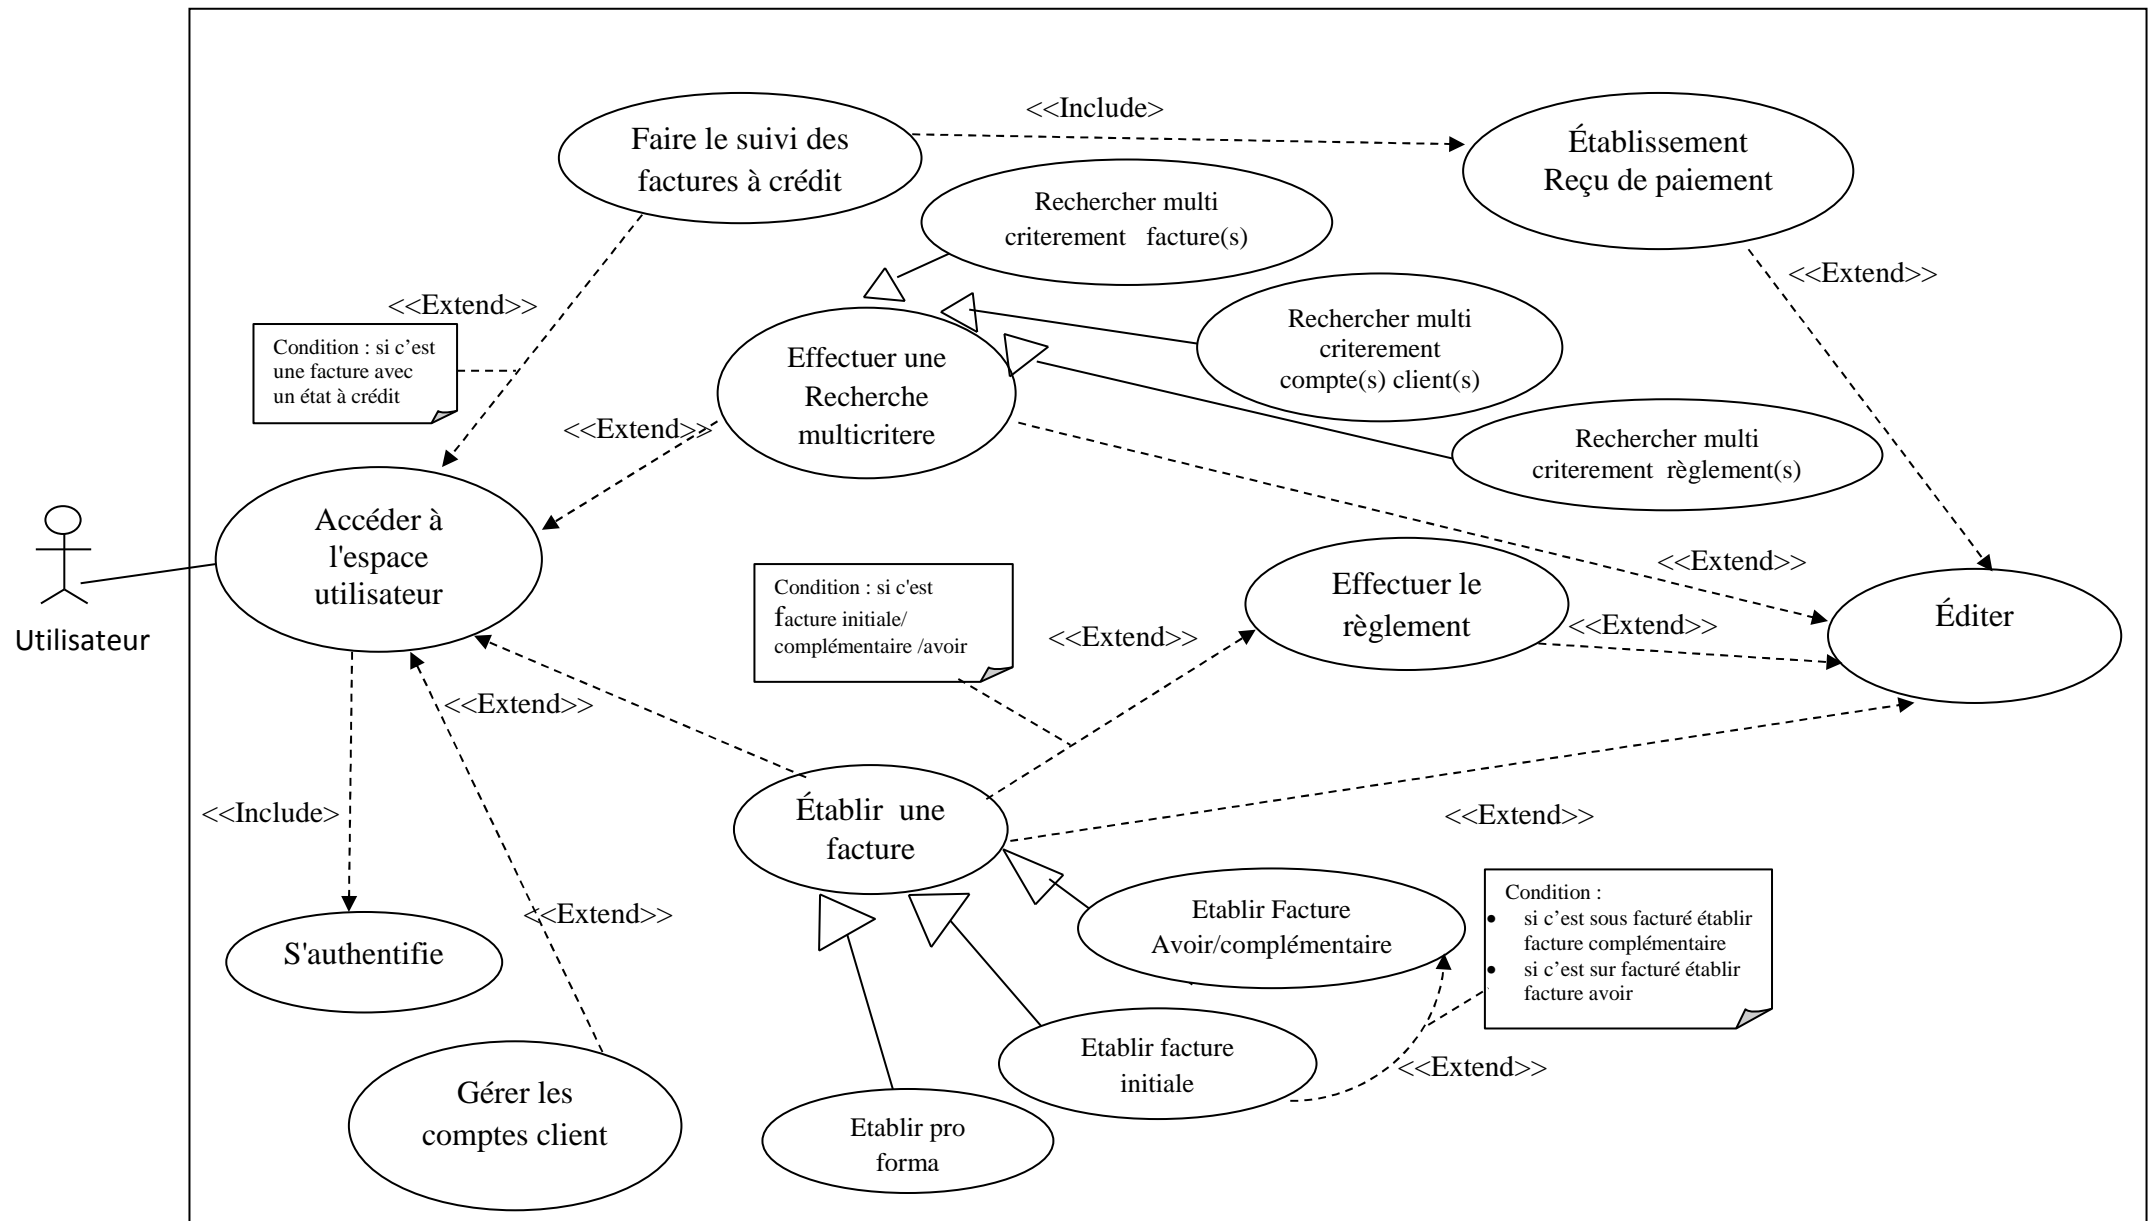 <<Include>
Faire le suivi des
factures à crédit
Établissement
Reçu de paiement
Rechercher multi
criterement facture(s)
<<Extend>>
<<Extend>>
Condition : si c’est
une facture avec
un état à crédit
Rechercher multi
criterement
compte(s) client(s)
Effectuer une
Recherche
multicritere
<<Extend>>
Rechercher multi
criterement règlement(s)
Accéder à
l'espace
utilisateur
Utilisateur
Condition : si c'est
facture initiale/
complémentaire /avoir
<<Extend>>
Effectuer le
règlement
<<Extend>>
<<Extend>>
Éditer
<<Extend>>
<<Include>
Établir une
facture
<<Extend>>
<<Extend>>
Etablir Facture
Avoir/complémentaire
Condition :
• si c’est sous facturé établir
facture complémentaire
• si c’est sur facturé établir
facture avoir
S'authentifie
Etablir facture
initiale
<<Extend>>
Gérer les
comptes client
Etablir pro
forma